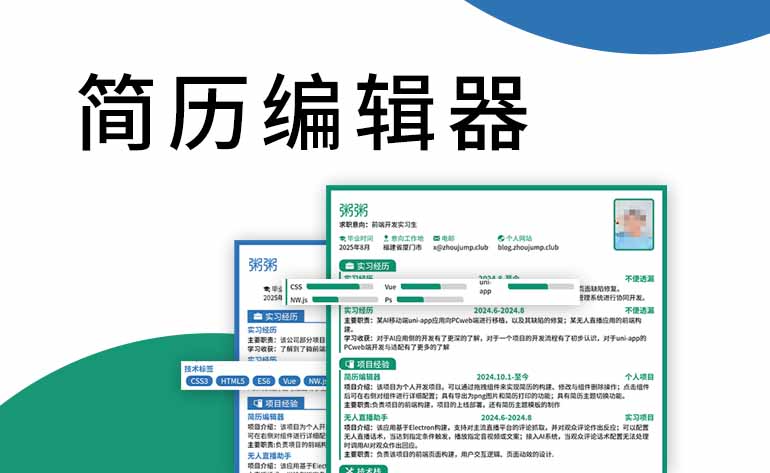 简历编辑器
粥粥
求职意向：前端开发实习生
毕业时间 意向工作地 电邮 个人网站
2025年8月 福建省厦门市 x@zhoujump.club blog.zhoujump.club
实习经历
实习经历 2024.8-至今 不便透漏
CSS Vue uni-app
NW.js Ps
页面缺陷修复。
管理系统进行协同开发。
实习经历 2024.6-2024.8 不便透漏
主要职责：某AI移动端uni-app应用向PCweb端进行移植，以及其缺陷的修复；某无人直播应用的前端构建。
学习收获：对于AI应用侧的开发有了更深的了解，对于一个项目的开发流程有了初步认识，对于uni-app的PCweb端开发与适配有了更多的了解
项目经历
简历编辑器 2024.10.1-至今 个人项目
项目介绍：该项目为个人开发项目。可以通过拖拽组件来实现简历的构建、修改与组件删除操作；点击组件后可在右侧对组件进行详细配置；具有导出为png图片和简历打印的功能；具有简历主题切换功能。
主要职责:负责项目的前端构建，项目的上线部署。还有简历主题模板的制作
无人直播助手 2024.6-2024.8 实习项目
项目介绍：该应用基于Electron构建，支持对主流直播平台的评论抓取，并对观众评论作出反应；可以配置无人直播话术，当达到指定条件触发，播放指定音视频或文案；接入AI系统，当观众评论话术配置无法处理时调用AI对观众作出回应。
主要职责:负责该项目的前端页面构建，用户交互逻辑，页面动效的设计.
技术栈
粥粥
毕业
2025年
实习经历
实习经历
主要职责：该公司部分项目
学习收获：了解到了微前端
技术标签
CSS3 HTML5 ES6 Vue NW.j
项目经验
简历编辑器
项目介绍：该项目为个人开
可在右侧对组件进行详细配
主要职责:负责项目的前端
无人直播助手
项目介绍：该应用基于Elect